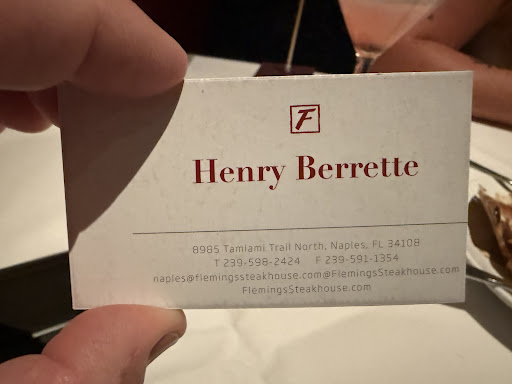 F
Henry Berrette
8985 Tamiami Trail North, Naples, FL 34108
T 239-598-2424 F 239-591-1354
naples@flemingssteakhouse.com@FlemingsSteakhouse.com
FlemingsSteakhouse.com